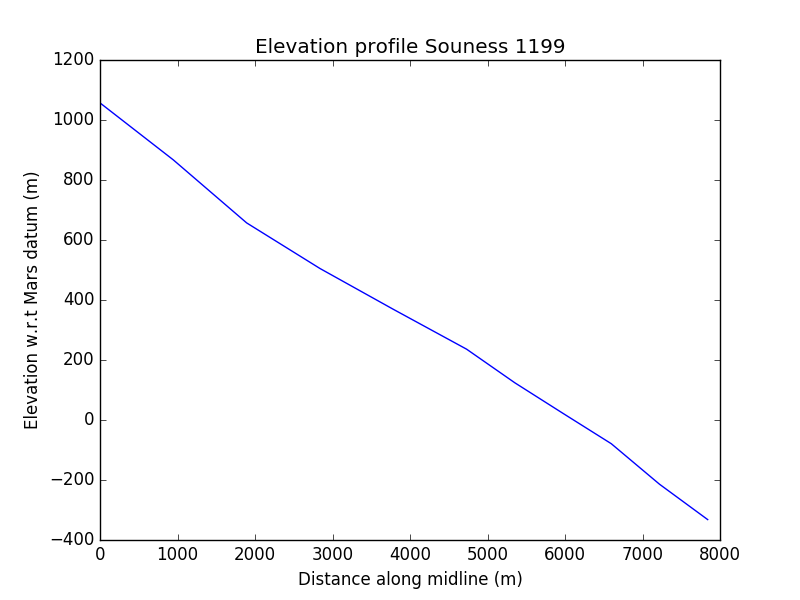 Elevation profile Souness 1199
1200
1000
800
600
400
200
0
−200
−400
Elevation w.r.t Mars datum (m)
0 1000 2000 3000 4000 5000 6000 7000 8000
Distance along midline (m)